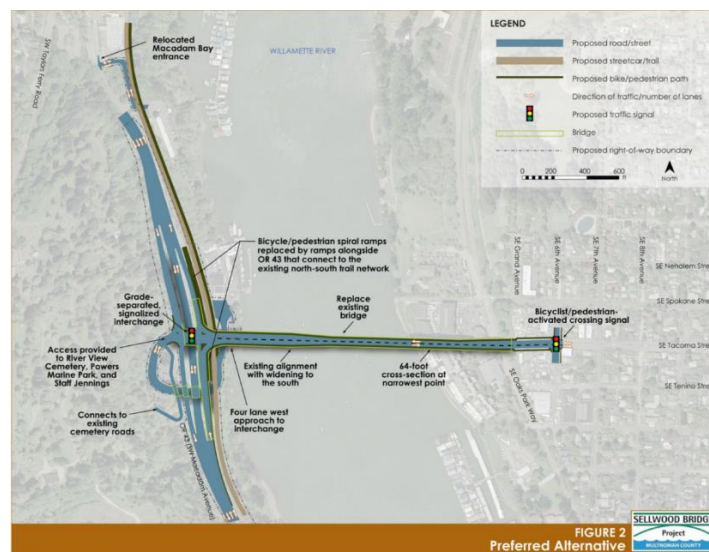 LEGEND
Proposed road/street
Proposed streetcar/trail
Proposed bike/pedestrian path
Direction of traffic/number of lanes
Proposed traffic signal
Bridge
Proposed right-of-way boundary
0 200 400 600
ft
North
SW Taylors Ferry Road
Relocated
Macadam Bay
entrance
WILLAMETTE RIVER
Bicycle/pedestrian spiral ramps
replaced by ramps alongside
OR 43 that connect to the
existing north-south trail network
Grade-
separated,
signalized
interchange
Replace
existing
bridge
SE Grand Avenue
SE 6th Avenue
SE 7th Avenue
SE 8th Avenue
SE Nehalem Stre
SE Spokane Stre
Bicyclist/pedestrian-
activated crossing signal
SE Tacoma Stre
SE Tenino Stre
SE Oaks Park Way
Access provided
to River View
Cemetery, Powers
Marine Park, and
Staff Jennings
Existing alignment
with widening to
the south
64-foot
cross-section at
narrowest point
Connects to
existing
cemetery roads
Four lane west
approach to
interchange
OR 43 (SW Macadam Avenue)
FIGURE 2
Preferred Alternative
SELLWOOD BRIDG
Project
MULTNOMAH COUNTY